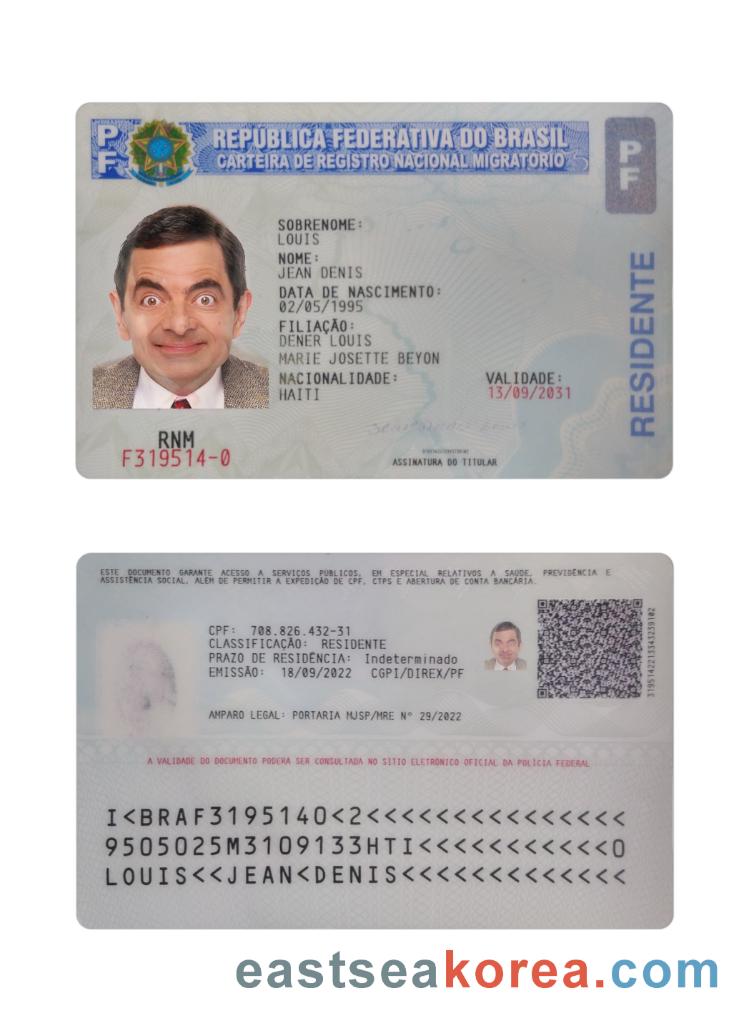 PF
REPÚBLICA FEDERATIVA DO BRASIL
CARTEIRA DE REGISTRO NACIONAL MIGRATÓRIO
PF
RESIDENTE
SOBRENOME:
LOUIS
NOME:
JEAN DENIS
DATA DE NASCIMENTO:
02/05/1995
FILIAÇÃO:
DENER LOUIS
MARIE JOSETTE BEYON
NACIONALIDADE:
HAITI
VALIDADE:
13/09/2031
RNM
F319514-0
ASSINATURA DO TITULAR
ESTE DOCUMENTO GARANTE ACESSO A SERVIÇOS PÚBLICOS, EM ESPECIAL RELATIVOS A SAÚDE, PREVIDÊNCIA E
ASSISTÊNCIA SOCIAL, ALÉM DE PERMITIR A EXPEDIÇÃO DE CPF, CTPS E ABERTURA DE CONTA BANCÁRIA.
CPF: 708.826.432-31
CLASSIFICAÇÃO: RESIDENTE
PRAZO DE RESIDÊNCIA: Indeterminado
EMISSÃO: 18/09/2022 CGPI/DIREX/PF
AMPARO LEGAL: PORTARIA MJSP/MRE Nº 29/2022
A VALIDADE DO DOCUMENTO PODERÁ SER CONSULTADA NO SÍTIO ELETRÔNICO OFICIAL DA POLÍCIA FEDERAL
I<BRAF3195140<2<<<<<<<<<<<<<<<
9505025M3109133HTI<<<<<<<<<<<0
LOUIS<<JEAN<DENIS<<<<<<<<<<<<<
eastseakorea.com